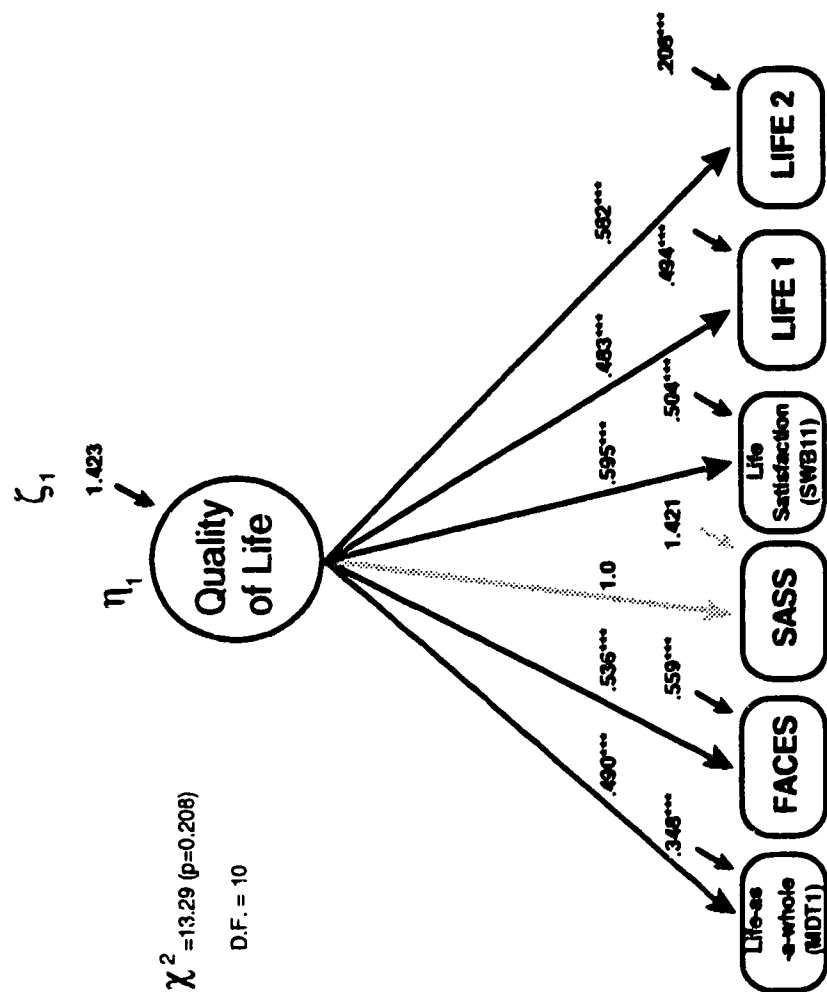 χ² =13.29 (p=0.208)
D.F. = 10
ζ₁
1.423
η₁
Quality
of Life
.490***
.536***
1.0
.595***
.483***
.582***
.348***
.559***
1.421
.504***
.494***
.206***
Life-as
-a-whole
(MDT1)
FACES
SASS
Life
Satisfaction
(SWB11)
LIFE 1
LIFE 2